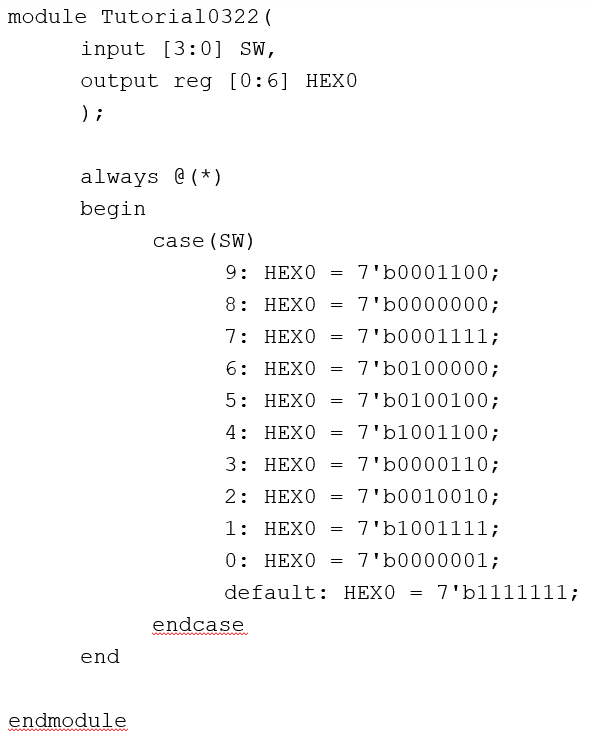 module Tutorial0322(
input [3:0] SW,
output reg [0:6] HEX0
);
always @(*)
begin
case(SW)
9: HEX0 = 7'b0001100;
8: HEX0 = 7'b0000000;
7: HEX0 = 7'b0001111;
6: HEX0 = 7'b0100000;
5: HEX0 = 7'b0100100;
4: HEX0 = 7'b1001100;
3: HEX0 = 7'b0000110;
2: HEX0 = 7'b0010010;
1: HEX0 = 7'b1001111;
0: HEX0 = 7'b0000001;
default: HEX0 = 7'b1111111;
endcase
end
endmodule